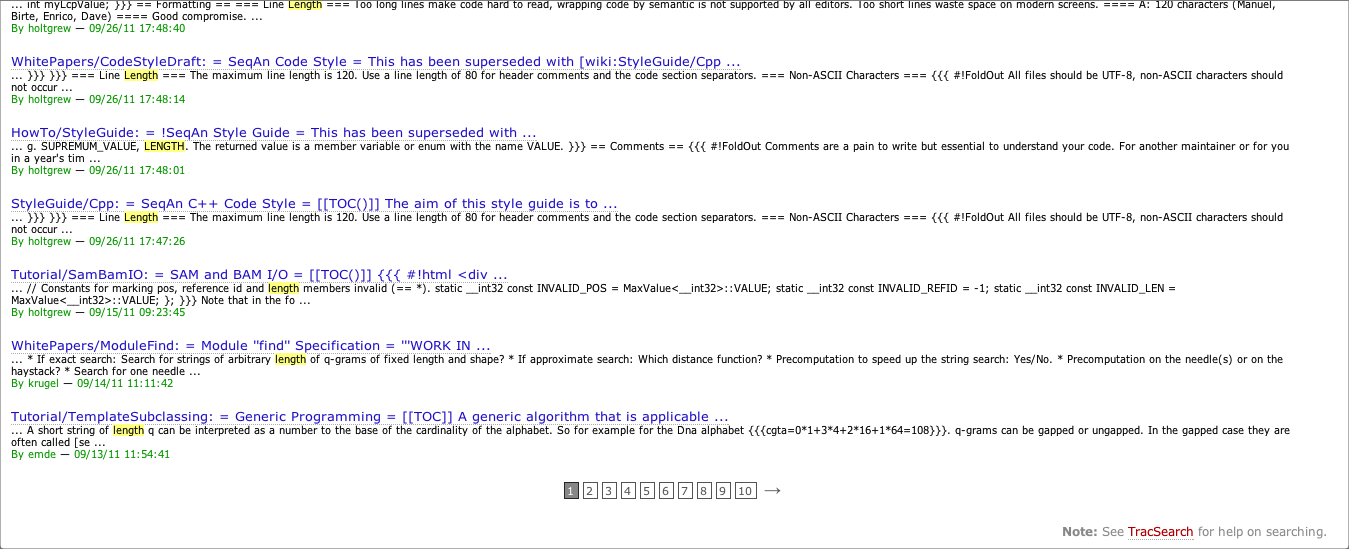 ... int myLcpValue; }}} == Formatting == === Line Length === Too long lines make code hard to read, wrapping code by semantic is not supported by all editors. Too short lines waste space on modern screens. ==== A: 120 characters (Manuel,
Birte, Enrico, Dave) ==== Good compromise. ...
By holtgrew — 09/26/11 17:48:40
WhitePapers/CodeStyleDraft: = SeqAn Code Style = This has been superseded with [wiki:StyleGuide/Cpp ...
... }}} }}} === Line Length === The maximum line length is 120. Use a line length of 80 for header comments and the code section separators. === Non-ASCII Characters === {{{ #!FoldOut All files should be UTF-8, non-ASCII characters should
not occur ...
By holtgrew — 09/26/11 17:48:14
HowTo/StyleGuide: = !SeqAn Style Guide = This has been superseded with ...
... g. SUPREMUM_VALUE, LENGTH. The returned value is a member variable or enum with the name VALUE. }}} == Comments == {{{ #!FoldOut Comments are a pain to write but essential to understand your code. For another maintainer or for you
in a year's tim ...
By holtgrew — 09/26/11 17:48:01
StyleGuide/Cpp: = SeqAn C++ Code Style = [[TOC()]] The aim of this style guide is to ...
... }}} }}} === Line Length === The maximum line length is 120. Use a line length of 80 for header comments and the code section separators. === Non-ASCII Characters === {{{ #!FoldOut All files should be UTF-8, non-ASCII characters should
not occur ...
By holtgrew — 09/26/11 17:47:26
Tutorial/SamBamIO: = SAM and BAM I/O = [[TOC()]] {{{ #!html <div ...
... // Constants for marking pos, reference id and length members invalid (== *). static __int32 const INVALID_POS = MaxValue<__int32>::VALUE; static __int32 const INVALID_REFID = -1; static __int32 const INVALID_LEN =
MaxValue<__int32>::VALUE; }; }}} Note that in the fo ...
By holtgrew — 09/15/11 09:23:45
WhitePapers/ModuleFind: = Module "find" Specification = '''WORK IN ...
... * If exact search: Search for strings of arbitrary length of q-grams of fixed length and shape? * If approximate search: Which distance function? * Precomputation to speed up the string search: Yes/No. * Precomputation on the needle(s) or on the
haystack? * Search for one needle ...
By krugel — 09/14/11 11:11:42
Tutorial/TemplateSubclassing: = Generic Programming = [[TOC]] A generic algorithm that is applicable ...
... A short string of length q can be interpreted as a number to the base of the cardinality of the alphabet. So for example for the Dna alphabet {{{cgta=0*1+3*4+2*16+1*64=108}}}. q-grams can be gapped or ungapped. In the gapped case they are
often called [se ...
By emde — 09/13/11 11:54:41
1 2 3 4 5 6 7 8 9 10 →
Note: See TracSearch for help on searching.